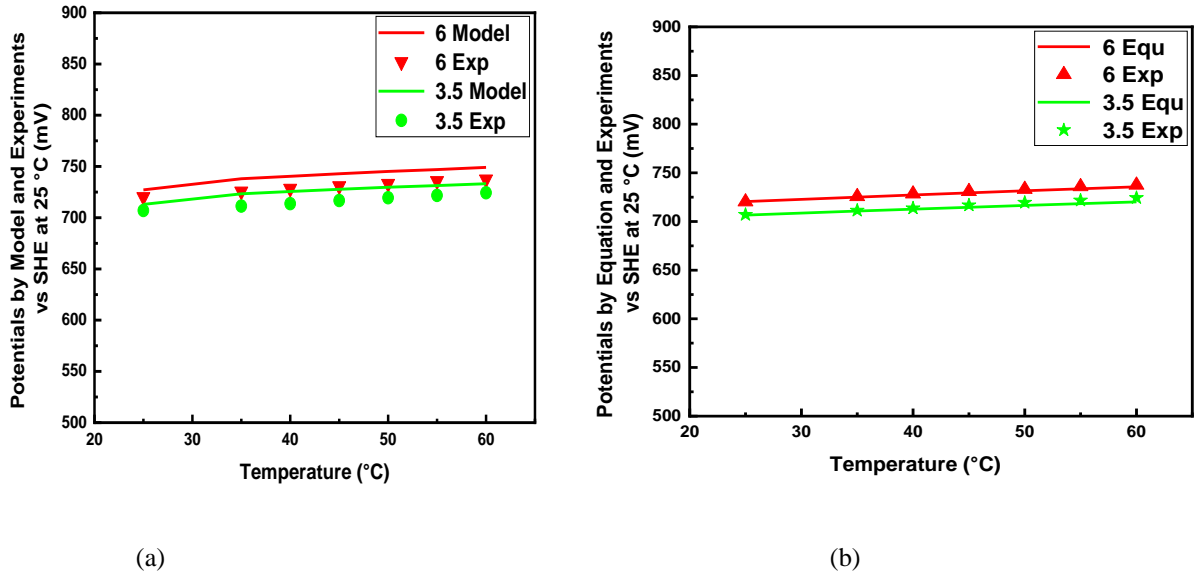 900
850
800
750
700
650
600
550
500
20
30
40
50
60
Potentials by Model and Experiments
vs SHE at 25 °C (mV)
Temperature (°C)
6 Model
6 Exp
3.5 Model
3.5 Exp
(a)
900
850
800
750
700
650
600
550
500
20
30
40
50
60
Potentials by Equation and Experiments
vs SHE at 25 °C (mV)
Temperature (°C)
6 Equ
6 Exp
3.5 Equ
3.5 Exp
(b)